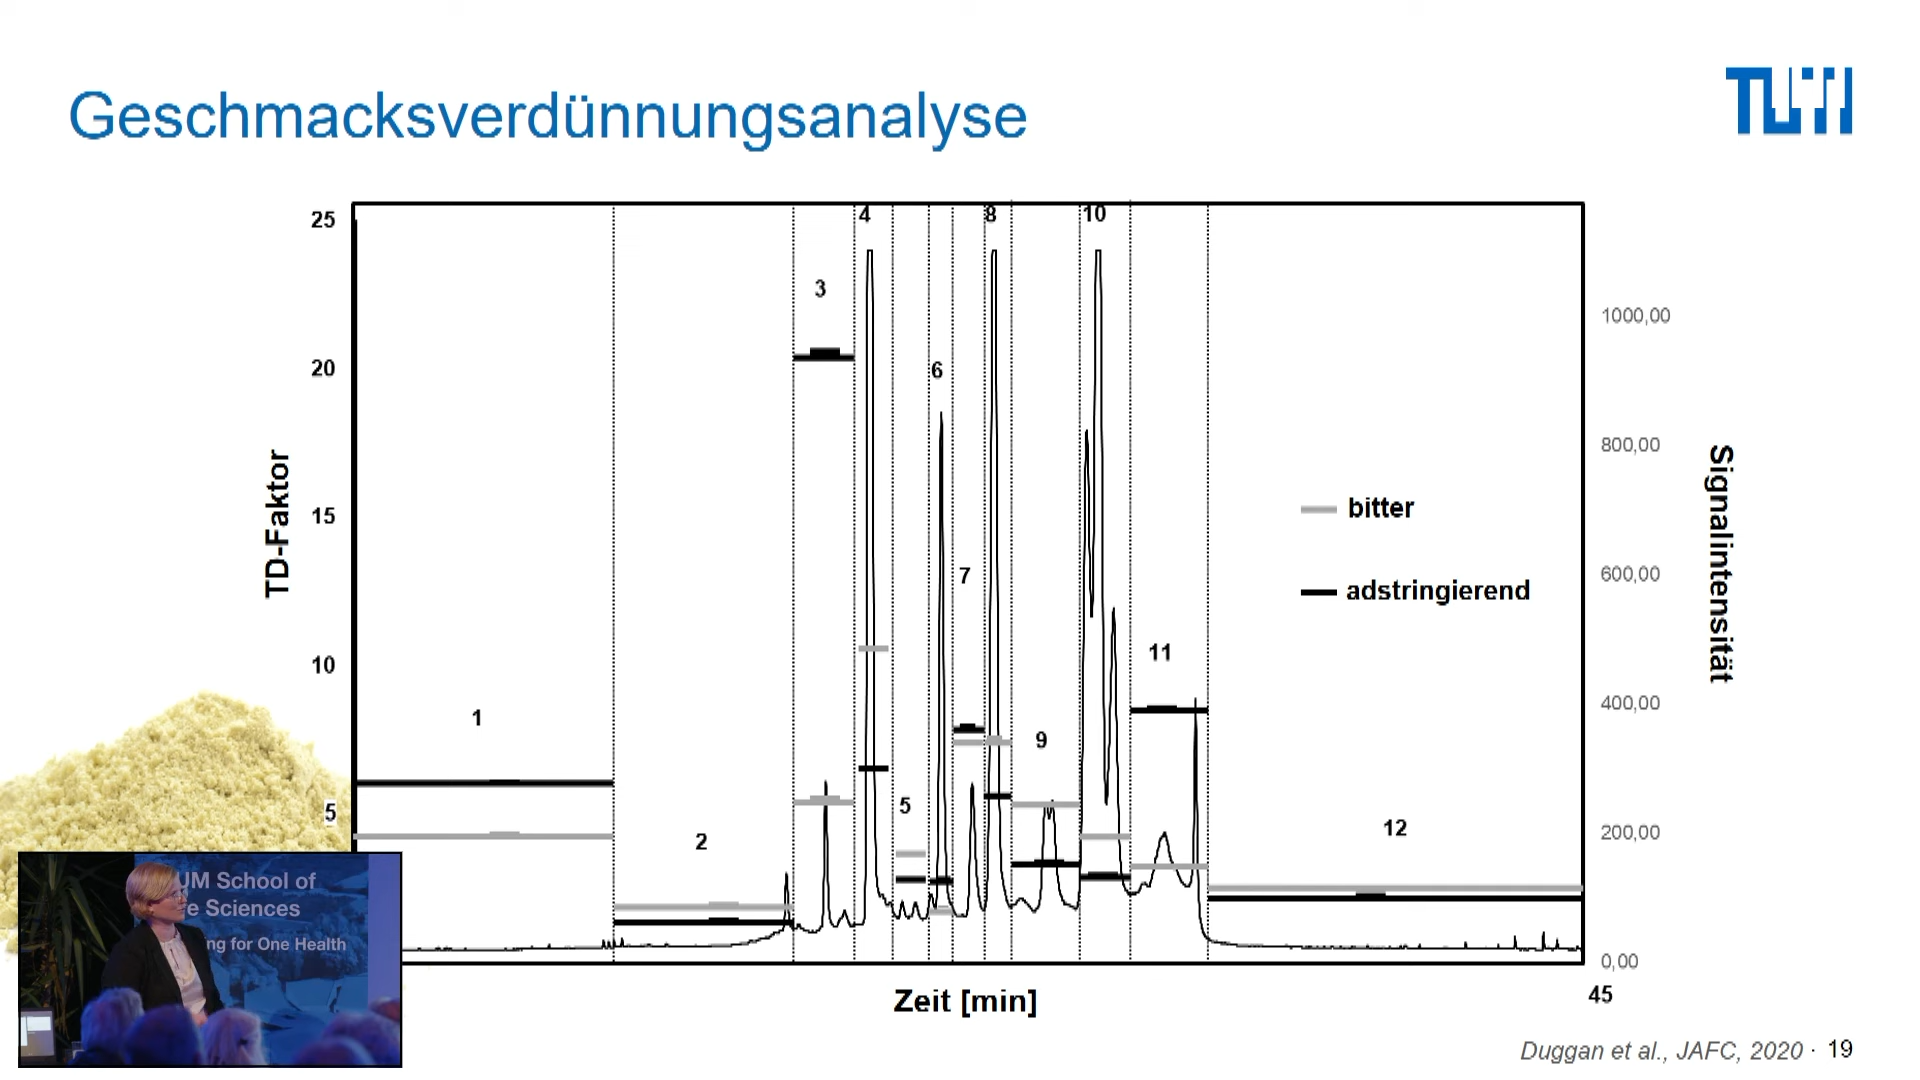 Geschmacksverdünnungsanalyse
TUM
25
20
15
10
5
TD-Faktor
1
2
3
4
5
6
7
8
9
10
11
12
bitter
adstringierend
1000,00
800,00
600,00
400,00
200,00
0,00
Signalintensität
Zeit [min]
45
UM School of
e Sciences
ng for One Health
Duggan et al., JAFC, 2020 · 19